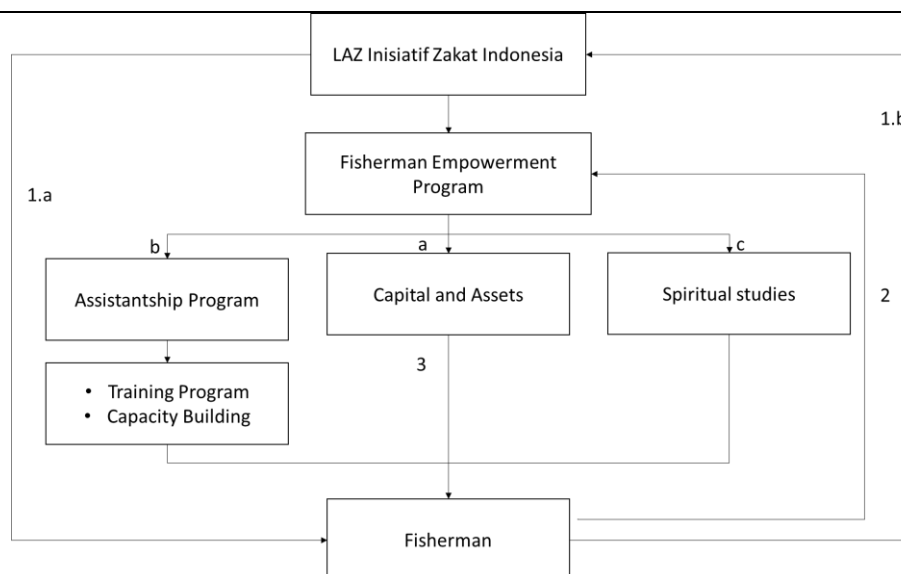 LAZ Inisiatif Zakat Indonesia
1.b
Fisherman Empowerment
Program
1.a
b
a
c
Assistantship Program
Capital and Assets
Spiritual studies
2
3
• Training Program
• Capacity Building
Fisherman